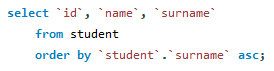 select `id`, `name`, `surname`
from student
order by `student`.`surname` asc;